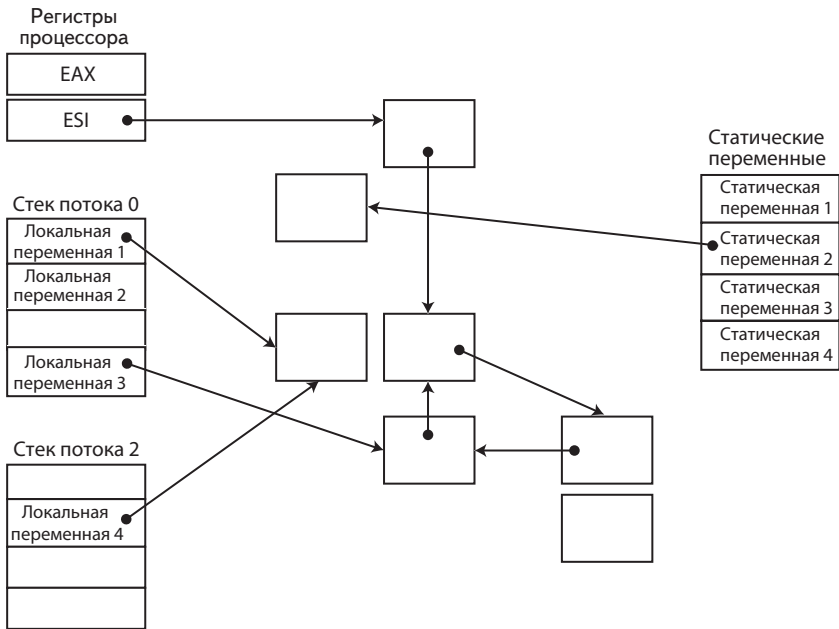 Регистры
процессора
EAX
ESI
Стек потока 0
Локальная
переменная 1
Локальная
переменная 2
Локальная
переменная 3
Стек потока 2
Локальная
переменная 4
Статические
переменные
Статическая
переменная 1
Статическая
переменная 2
Статическая
переменная 3
Статическая
переменная 4